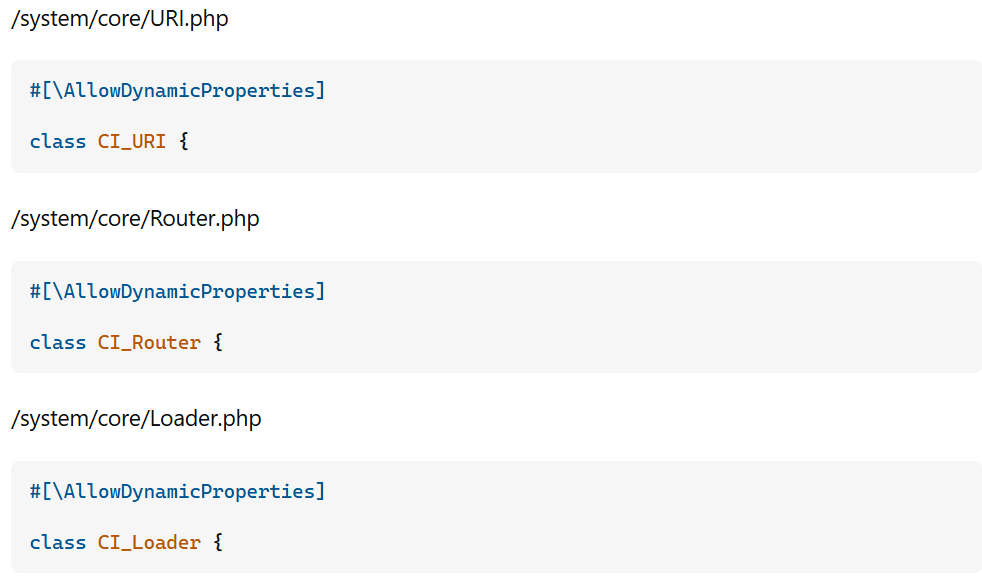 /system/core/URI.php
#[\AllowDynamicProperties]
class CI_URI {
/system/core/Router.php
#[\AllowDynamicProperties]
class CI_Router {
/system/core/Loader.php
#[\AllowDynamicProperties]
class CI_Loader {